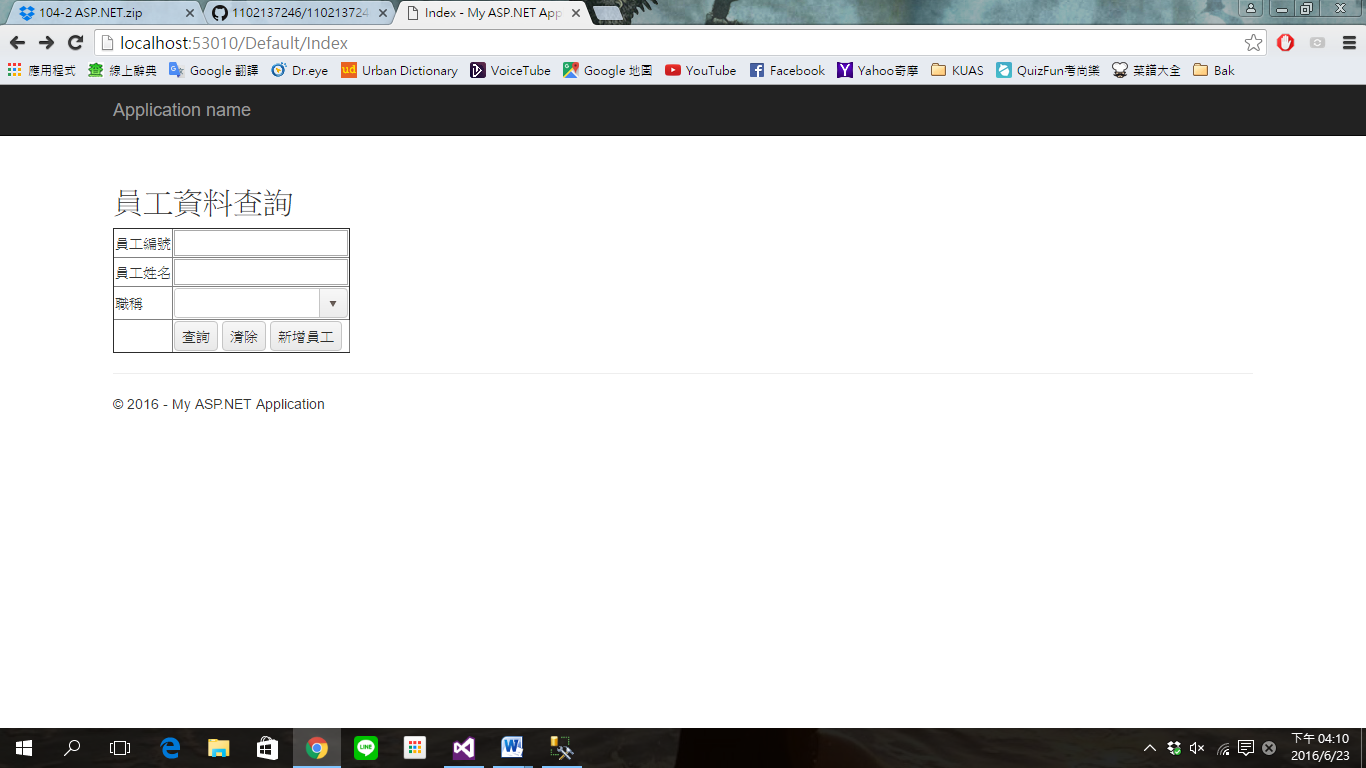 104-2 ASP.NET.zip
1102137246/110213724
Index - My ASP.NET App
localhost:53010/Default/Index
應用程式 線上辭典 Google 翻譯 Dr.eye ud Urban Dictionary VoiceTube Google 地圖 YouTube Facebook Yahoo奇摩 KUAS QuizFun考尚樂 菜譜大全 Bak
Application name
員工資料查詢
員工編號
員工姓名
職稱
查詢 清除 新增員工
© 2016 - My ASP.NET Application
LINE
下午 04:10
2016/6/23